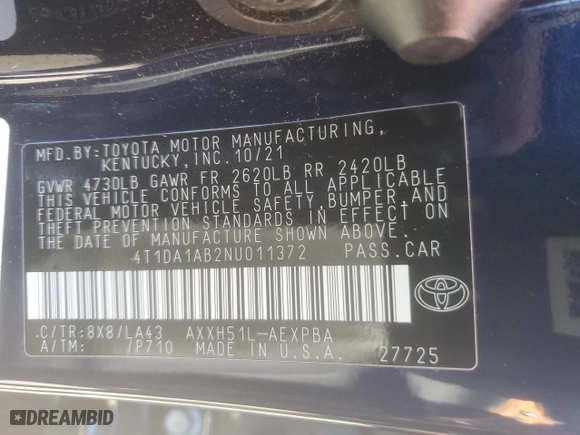 MFD.BY:TOYOTA MOTOR MANUFACTURING,
KENTUCKY, INC. 10/21
GVWR 4730LB GAWR FR 2620LB RR 2420LB
THIS VEHICLE CONFORMS TO ALL APPLICABLE
FEDERAL MOTOR VEHICLE SAFETY, BUMPER, AND
THEFT PREVENTION STANDARDS IN EFFECT ON
THE DATE OF MANUFACTURE SHOWN ABOVE.
4T1DA1AB2NU011372 PASS.CAR
C/TR:8X8/LA43 AXXH51L-AEXPBA
A/TM: /P710 MADE IN U.S.A. 27725
DREAMBID